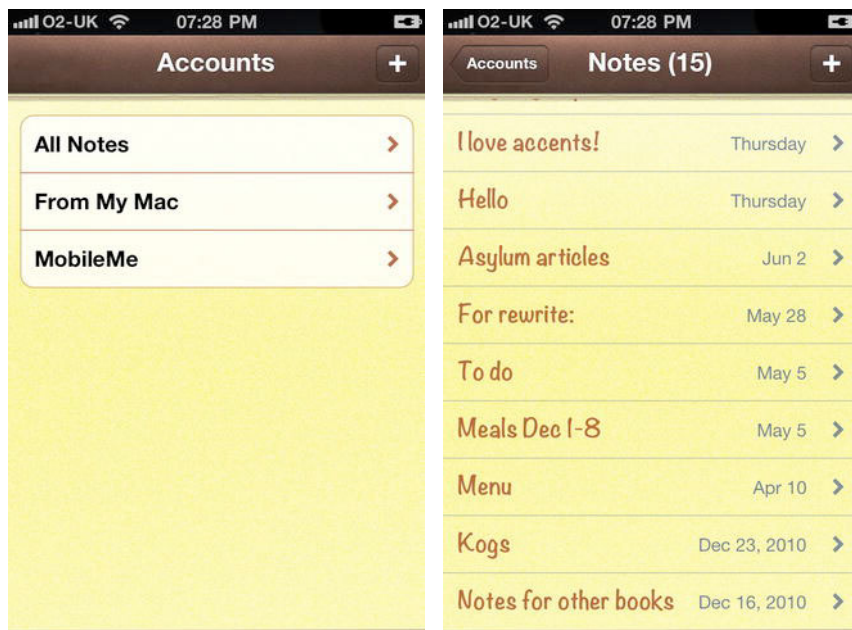 O2-UK 07:28 PM
Accounts +
All Notes
From My Mac
MobileMe
O2-UK 07:28 PM
Accounts Notes (15) +
I love accents! Thursday
Hello Thursday
Asylum articles Jun 2
For rewrite: May 28
To do May 5
Meals Dec 1-8 May 5
Menu Apr 10
Kogs Dec 23, 2010
Notes for other books Dec 16, 2010